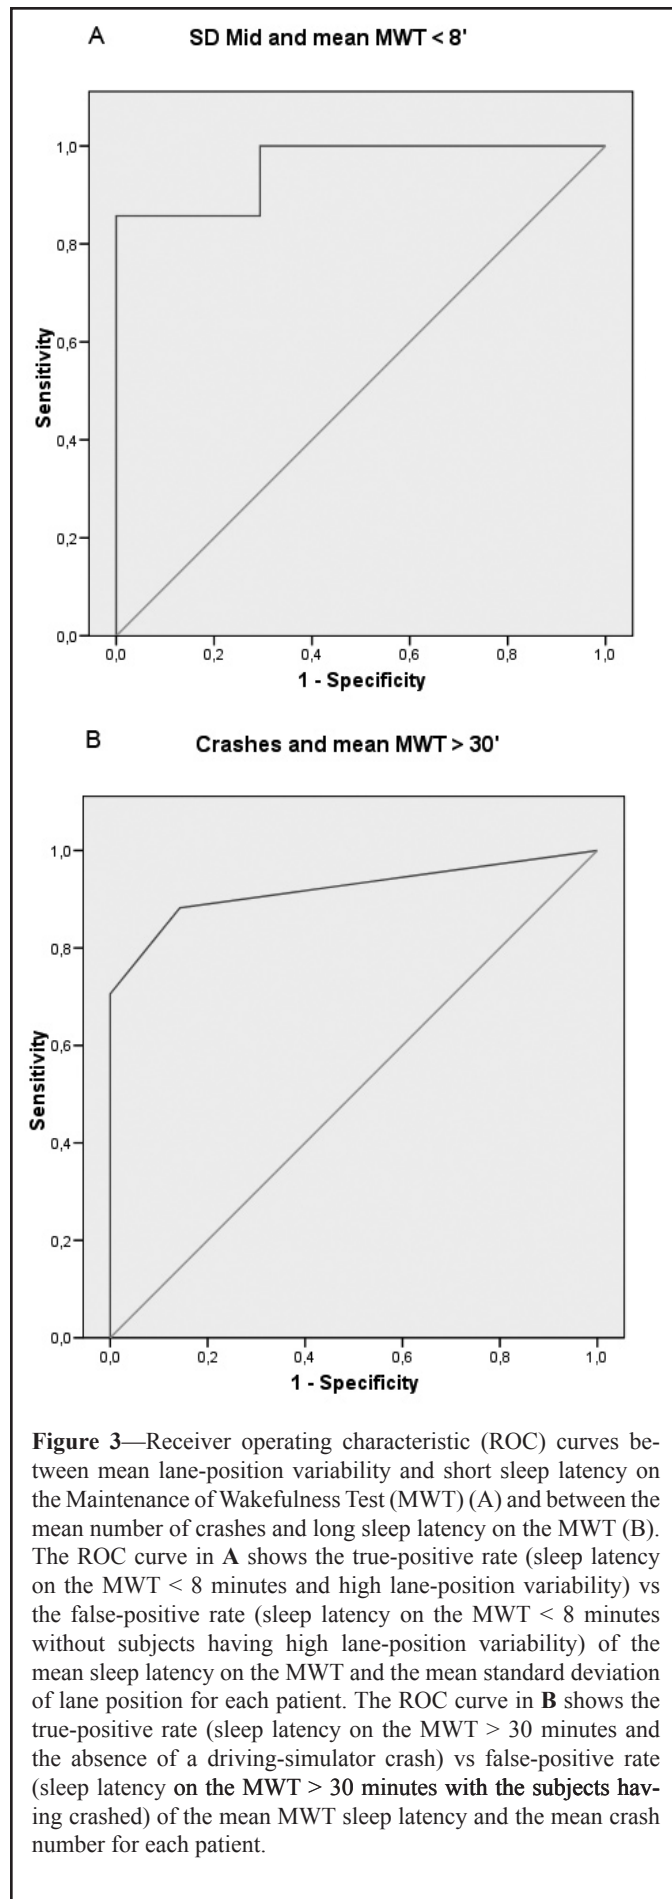 A
SD Mid and mean MWT < 8'
1,0
0,8
0,6
0,4
0,2
0,0
Sensitivity
0,0 0,2 0,4 0,6 0,8 1,0
1 - Specificity
B
Crashes and mean MWT > 30'
1,0
0,8
0,6
0,4
0,2
0,0
Sensitivity
0,0 0,2 0,4 0,6 0,8 1,0
1 - Specificity
Figure 3—Receiver operating characteristic (ROC) curves be-
tween mean lane-position variability and short sleep latency on
the Maintenance of Wakefulness Test (MWT) (A) and between the
mean number of crashes and long sleep latency on the MWT (B).
The ROC curve in A shows the true-positive rate (sleep latency
on the MWT < 8 minutes and high lane-position variability) vs
the false-positive rate (sleep latency on the MWT < 8 minutes
without subjects having high lane-position variability) of the
mean sleep latency on the MWT and the mean standard deviation
of lane position for each patient. The ROC curve in B shows the
true-positive rate (sleep latency on the MWT > 30 minutes and
the absence of a driving-simulator crash) vs false-positive rate
(sleep latency on the MWT > 30 minutes with the subjects hav-
ing crashed) of the mean MWT sleep latency and the mean crash
number for each patient.